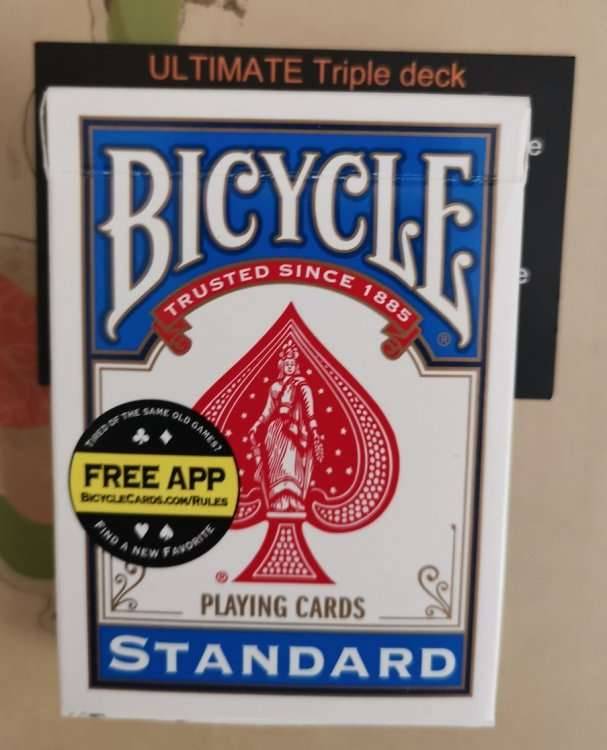 ULTIMATE Triple deck
e
e
BICYCLE
®
TRUSTED SINCE 1885
TIRED OF THE SAME OLD GAMES?
FREE APP
BICYCLECARDS.COM/RULES
FIND A NEW FAVORITE
®
PLAYING CARDS
STANDARD